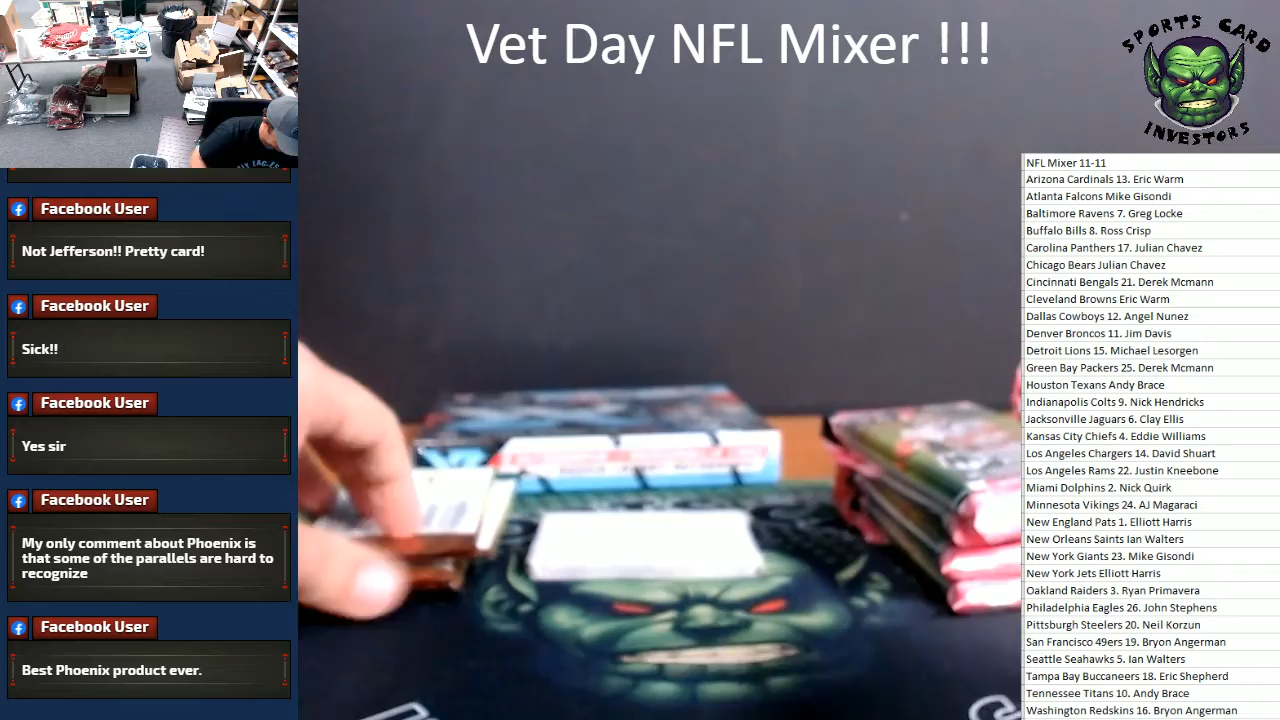 Vet Day NFL Mixer !!!
SPORTS CARD
INVESTORS
Facebook User
Not Jefferson!! Pretty card!
Facebook User
Sick!!
Facebook User
Yes sir
Facebook User
My only comment about Phoenix is
that some of the parallels are hard to
recognize
Facebook User
Best Phoenix product ever.
NFL Mixer 11-11
Arizona Cardinals 13. Eric Warm
Atlanta Falcons Mike Gisondi
Baltimore Ravens 7. Greg Locke
Buffalo Bills 8. Ross Crisp
Carolina Panthers 17. Julian Chavez
Chicago Bears Julian Chavez
Cincinnati Bengals 21. Derek Mcmann
Cleveland Browns Eric Warm
Dallas Cowboys 12. Angel Nunez
Denver Broncos 11. Jim Davis
Detroit Lions 15. Michael Lesorgen
Green Bay Packers 25. Derek Mcmann
Houston Texans Andy Brace
Indianapolis Colts 9. Nick Hendricks
Jacksonville Jaguars 6. Clay Ellis
Kansas City Chiefs 4. Eddie Williams
Los Angeles Chargers 14. David Shuart
Los Angeles Rams 22. Justin Kneebone
Miami Dolphins 2. Nick Quirk
Minnesota Vikings 24. AJ Magaraci
New England Pats 1. Elliott Harris
New Orleans Saints Ian Walters
New York Giants 23. Mike Gisondi
New York Jets Elliott Harris
Oakland Raiders 3. Ryan Primavera
Philadelphia Eagles 26. John Stephens
Pittsburgh Steelers 20. Neil Korzun
San Francisco 49ers 19. Bryon Angerman
Seattle Seahawks 5. Ian Walters
Tampa Bay Buccaneers 18. Eric Shepherd
Tennessee Titans 10. Andy Brace
Washington Redskins 16. Bryon Angerman